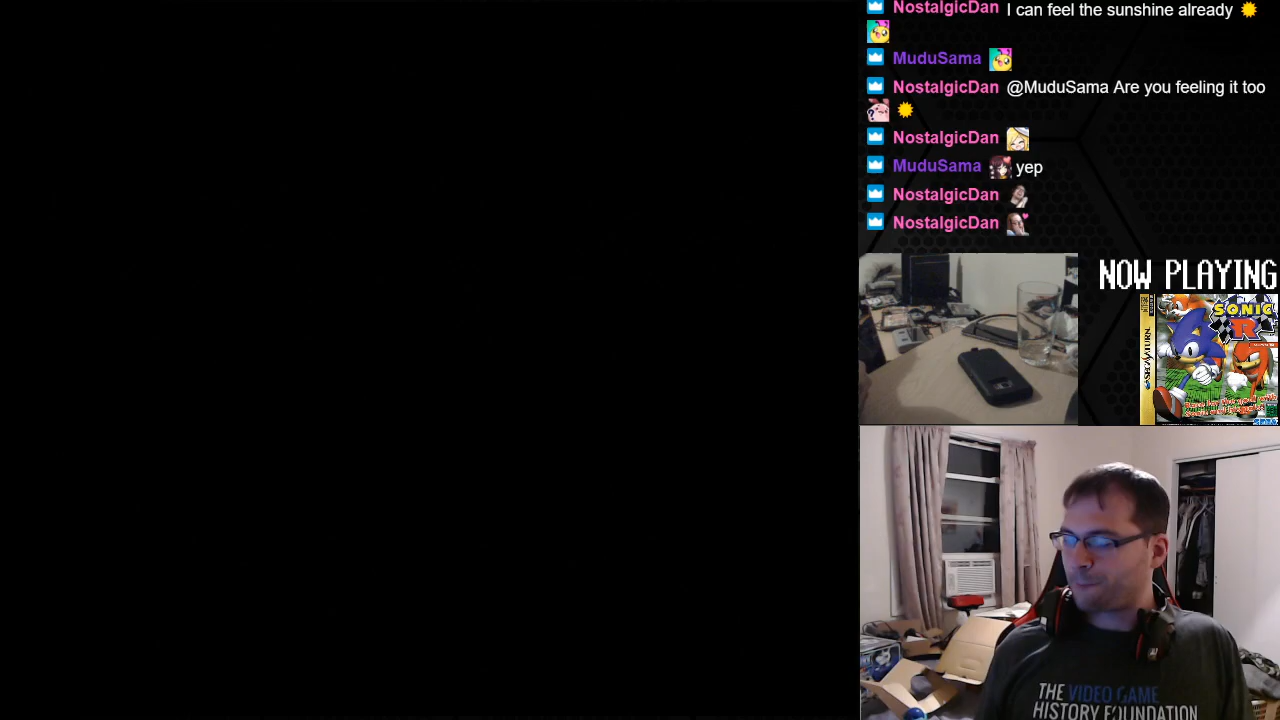 NostalgicDan I can feel the sunshine already
MuduSama
NostalgicDan @MuduSama Are you feeling it too
NostalgicDan
MuduSama yep
NostalgicDan
NostalgicDan
NOW PLAYING
SONIC
R
SEGA SATURN
SEGA
THE VIDEO GAME
HISTORY FOUNDATION